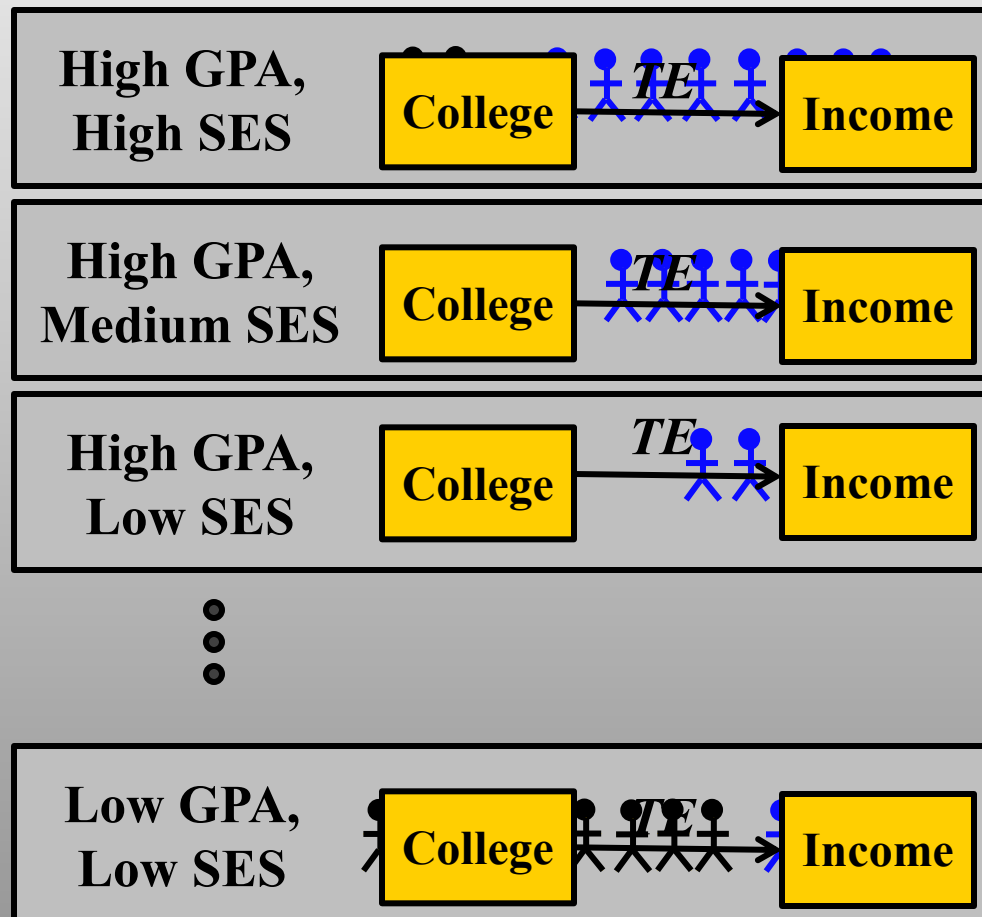 High GPA,
High SES
College
TE
Income
High GPA,
Medium SES
College
TE
Income
High GPA,
Low SES
College
TE
Income
Low GPA,
Low SES
College
TE
Income